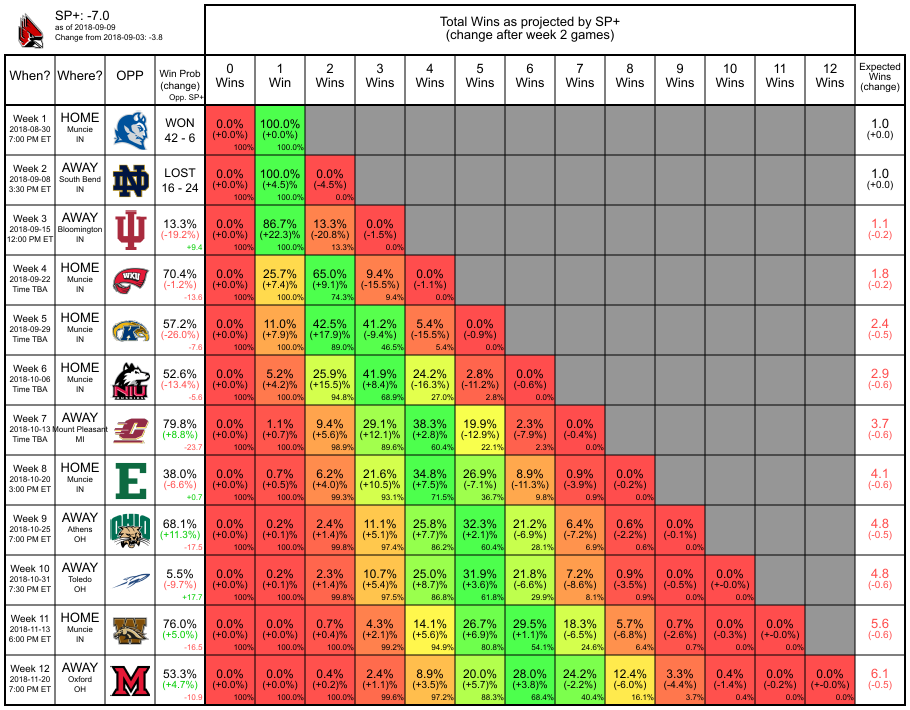 SP+: -7.0
as of 2018-09-09
Change from 2018-09-03: -3.8
Total Wins as projected by SP+
(change after week 2 games)
When? Where? OPP Win Prob (change) Opp. SP+ 0 Wins 1 Win 2 Wins 3 Wins 4 Wins 5 Wins 6 Wins 7 Wins 8 Wins 9 Wins 10 Wins 11 Wins 12 Wins Expected Wins (change)
Week 1 HOME WON 0.0% 100.0% 1.0
2018-08-30 Muncie 42 - 6 (+0.0%) (+0.0%) (+0.0)
7:00 PM ET IN 100% 100.0%
Week 2 AWAY LOST 0.0% 100.0% 0.0% 1.0
2018-09-08 South Bend 16 - 24 (+0.0%) (+4.5)% (-4.5%) (+0.0)
3:30 PM ET IN 100% 100.0% 0.0%
Week 3 AWAY 13.3% 0.0% 86.7% 13.3% 0.0% 1.1
2018-09-15 Bloomington (-19.2%) (+0.0%) (+22.3)% (-20.8%) (-1.5%) (-0.2)
12:00 PM ET IN +9.4 100% 100.0% 13.3% 0.0%
Week 4 HOME WKU 70.4% 0.0% 25.7% 65.0% 9.4% 0.0% 1.8
2018-09-22 Muncie (-1.2%) (+0.0%) (+7.4)% (+9.1)% (-15.5%) (-1.1%) (-0.2)
Time TBA IN -13.6 100% 100.0% 74.3% 9.4% 0.0%
Week 5 HOME K 57.2% 0.0% 11.0% 42.5% 41.2% 5.4% 0.0% 2.4
2018-09-29 Muncie (-26.0%) (+0.0%) (+7.9)% (+17.9)% (-9.4%) (-15.5%) (-0.9%) (-0.5)
Time TBA IN -7.6 100% 100.0% 89.0% 46.5% 5.4% 0.0%
Week 6 HOME NIU 52.6% 0.0% 5.2% 25.9% 41.9% 24.2% 2.8% 0.0% 2.9
2018-10-06 Muncie (-13.4%) (+0.0%) (+4.2)% (+15.5)% (+8.4)% (-16.3%) (-11.2%) (-0.6%) (-0.6)
Time TBA IN -5.6 100% 100.0% 94.8% 68.9% 27.0% 2.8% 0.0%
Week 7 AWAY C 79.8% 0.0% 1.1% 9.4% 29.1% 38.3% 19.9% 2.3% 0.0% 3.7
2018-10-13 Mount Pleasant (+8.8%) (+0.0%) (+0.7)% (+5.6)% (+12.1)% (+2.8)% (-12.9%) (-7.9%) (-0.4%) (-0.6)
Time TBA MI -23.7 100% 100.0% 98.9% 89.6% 60.4% 22.1% 2.3% 0.0%
Week 8 HOME E 38.0% 0.0% 0.7% 6.2% 21.6% 34.8% 26.9% 8.9% 0.9% 0.0% 4.1
2018-10-20 Muncie (-6.6%) (+0.0%) (+0.5)% (+4.0)% (+10.5)% (+7.5)% (-7.1%) (-11.3%) (-3.9%) (-0.2%) (-0.6)
3:00 PM ET IN +0.7 100% 100.0% 99.3% 93.1% 71.5% 36.7% 9.8% 0.9% 0.0%
Week 9 AWAY OHIO 68.1% 0.0% 0.2% 2.4% 11.1% 25.8% 32.3% 21.2% 6.4% 0.6% 0.0% 4.8
2018-10-25 Athens (+11.3%) (+0.0%) (+0.1)% (+1.4)% (+5.1)% (+7.7)% (+2.1)% (-6.9%) (-7.2%) (-2.2%) (-0.1%) (-0.5)
7:00 PM ET OH -17.5 100% 100.0% 99.8% 97.4% 86.2% 60.4% 28.1% 6.9% 0.6% 0.0%
Week 10 AWAY 5.5% 0.0% 0.2% 2.3% 10.7% 25.0% 31.9% 21.8% 7.2% 0.9% 0.0% 0.0% 4.8
2018-10-31 Toledo (-9.7%) (+0.0%) (+0.1)% (+1.4)% (+5.4)% (+8.7)% (+3.6)% (-6.6%) (-8.6%) (-3.5%) (-0.5%) (+-0.0%) (-0.6)
7:30 PM ET OH +17.7 100% 100.0% 99.8% 97.5% 86.8% 61.8% 29.9% 8.1% 0.9% 0.0% 0.0%
Week 11 HOME W 76.0% 0.0% 0.0% 0.7% 4.3% 14.1% 26.7% 29.5% 18.3% 5.7% 0.7% 0.0% 0.0% 5.6
2018-11-13 Muncie (+5.0%) (+0.0%) (+0.0)% (+0.4)% (+2.1)% (+5.6)% (+6.9)% (+1.1)% (-6.5%) (-6.8%) (-2.6%) (-0.3%) (+-0.0%) (-0.6)
6:00 PM ET IN -16.5 100% 100.0% 100.0% 99.2% 94.9% 80.8% 54.1% 24.6% 6.4% 0.7% 0.0% 0.0%
Week 12 AWAY M 53.3% 0.0% 0.0% 0.4% 2.4% 8.9% 20.0% 28.0% 24.2% 12.4% 3.3% 0.4% 0.0% 0.0% 6.1
2018-11-20 Oxford (+4.7%) (+0.0%) (+0.0)% (+0.2)% (+1.1)% (+3.5)% (+5.7)% (+3.8)% (-2.2%) (-6.0%) (-4.4%) (-1.4%) (-0.2%) (+-0.0%) (-0.5)
7:00 PM ET OH -10.9 100% 100.0% 100.0% 99.6% 97.2% 88.3% 68.4% 40.4% 16.1% 3.7% 0.4% 0.0% 0.0%